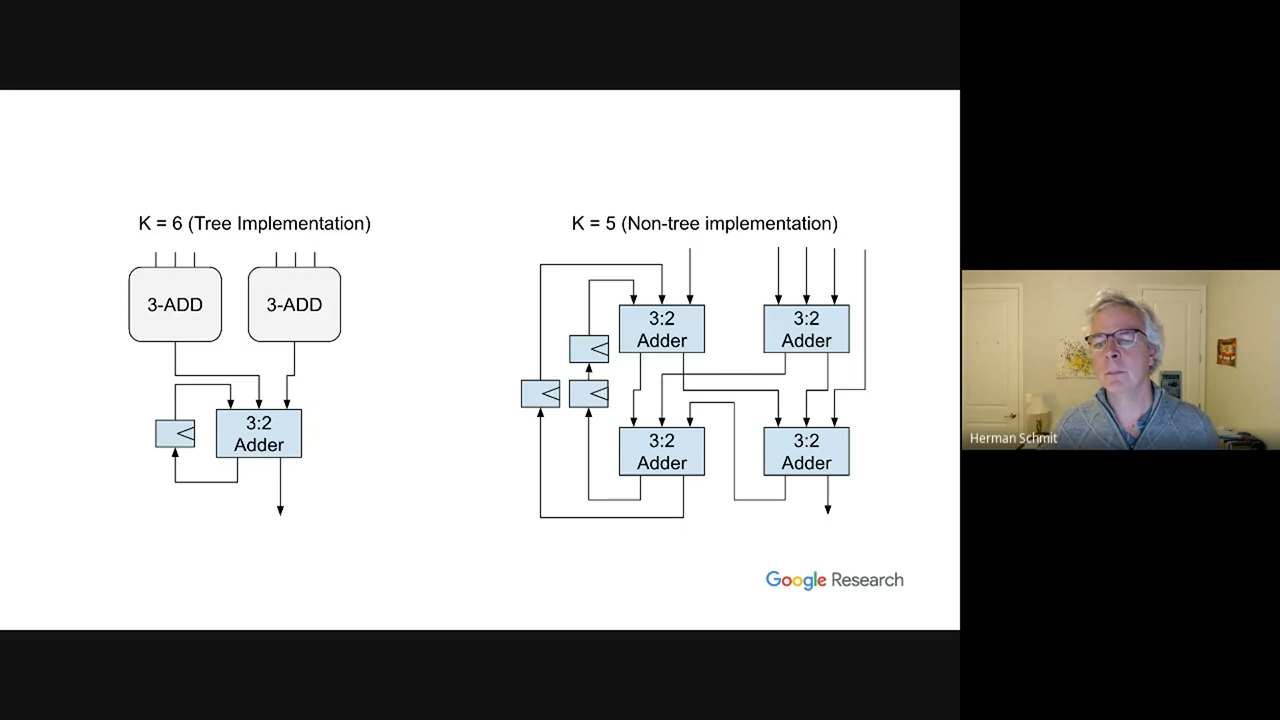 K = 6 (Tree Implementation)
3-ADD
3-ADD
3:2
Adder
K = 5 (Non-tree implementation)
3:2
Adder
3:2
Adder
3:2
Adder
3:2
Adder
Google Research
Herman Schmit